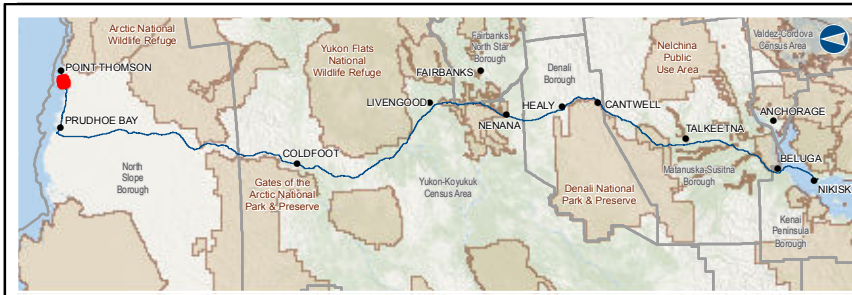 Arctic National
Wildlife Refuge
POINT THOMSON
PRUDHOE BAY
North
Slope
Borough
COLDFOOT
Gates of the
Arctic National
Park & Preserve
Yukon Flats
National
Wildlife Refuge
LIVENGOOD
Yukon-Koyukuk
Census Area
Fairbanks
North Star
Borough
FAIRBANKS
NENANA
Denali
Borough
HEALY
CANTWELL
Denali National
Park & Preserve
Nelchina
Public
Use Area
TALKEETNA
Matanuska-Susitna
Borough
Valdez-Cordova
Census Area
ANCHORAGE
BELUGA
NIKISKI
Kenai
Peninsula
Borough